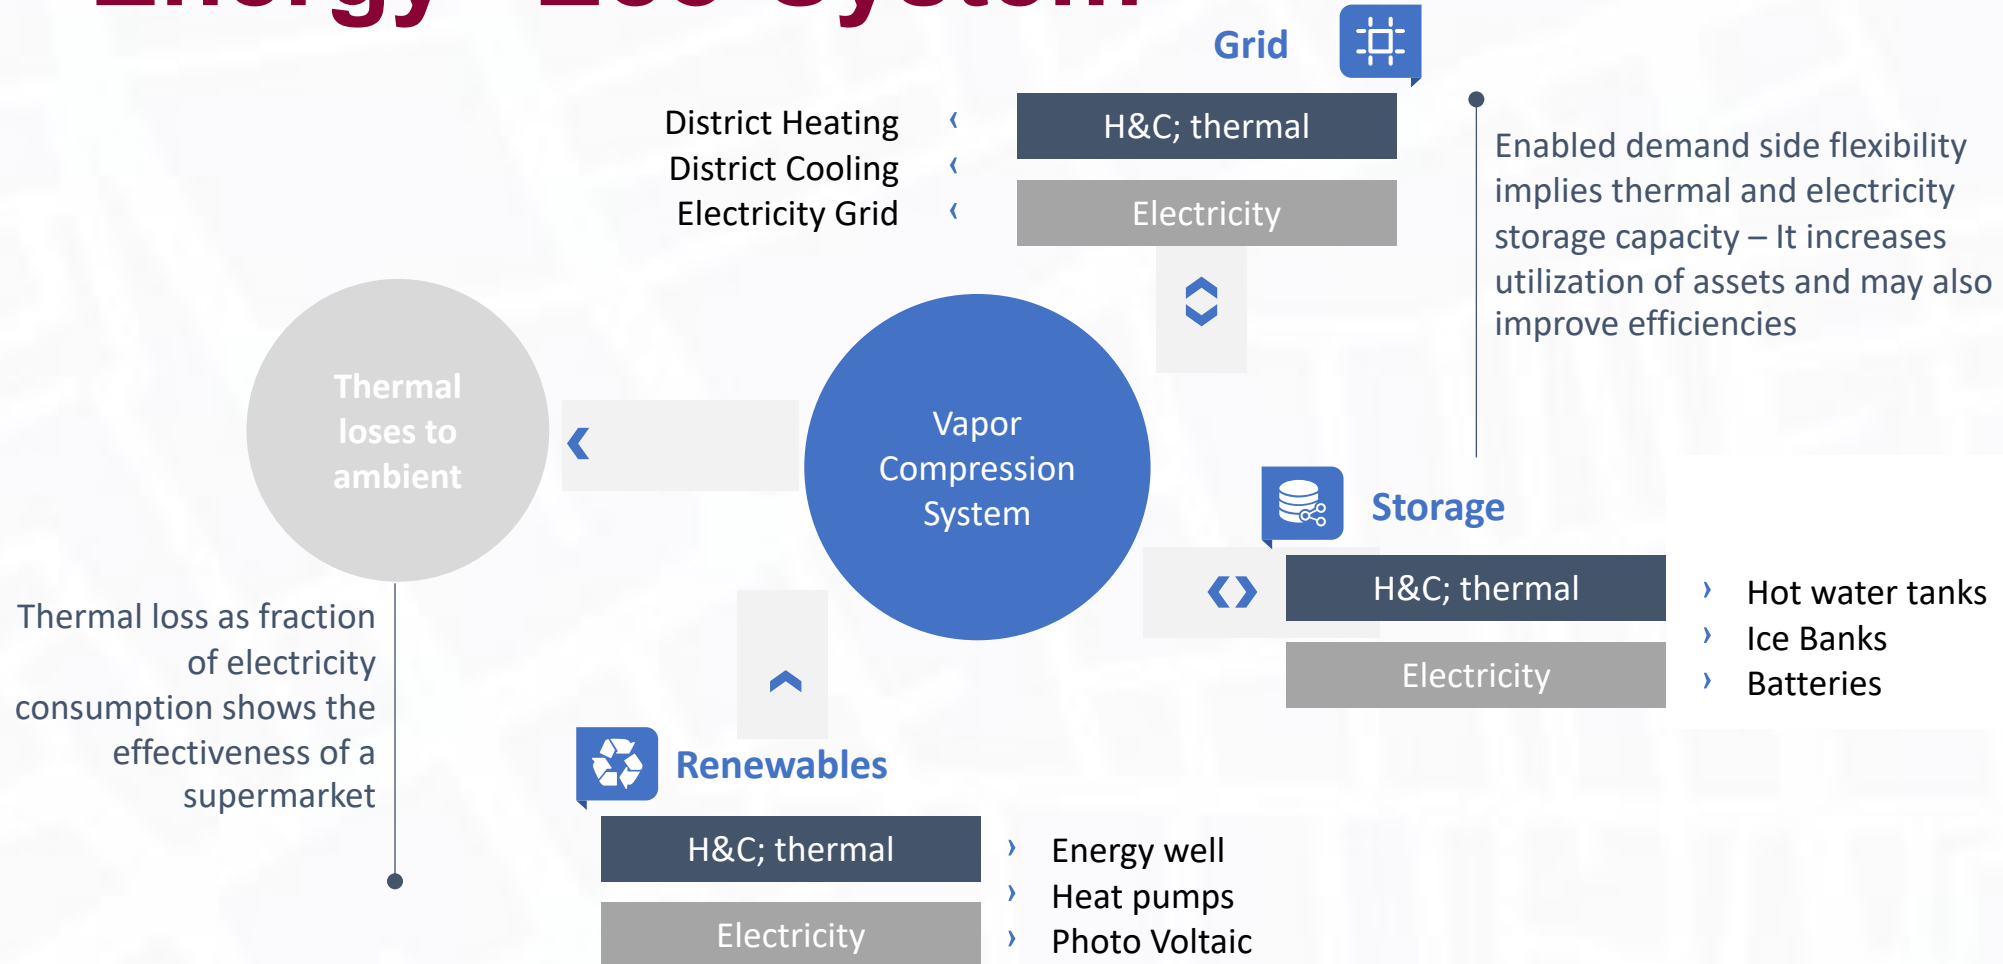 Energy Eco System
Grid
District Heating
District Cooling
Electricity Grid
H&C; thermal
Electricity
Enabled demand side flexibility
implies thermal and electricity
storage capacity – It increases
utilization of assets and may also
improve efficiencies
Thermal
loses to
ambient
Vapor
Compression
System
Storage
H&C; thermal
Electricity
Hot water tanks
Ice Banks
Batteries
Thermal loss as fraction
of electricity
consumption shows the
effectiveness of a
supermarket
Renewables
H&C; thermal
Electricity
Energy well
Heat pumps
Photo Voltaic